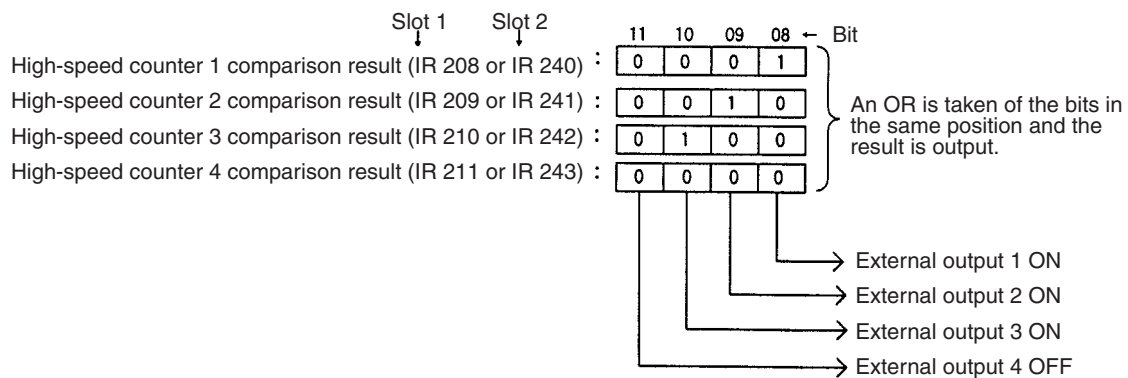 Slot 1 Slot 2
11 10 09 08 ← Bit
High-speed counter 1 comparison result (IR 208 or IR 240) : 0 0 0 1
High-speed counter 2 comparison result (IR 209 or IR 241) : 0 0 1 0
High-speed counter 3 comparison result (IR 210 or IR 242) : 0 1 0 0
High-speed counter 4 comparison result (IR 211 or IR 243) : 0 0 0 0
An OR is taken of the bits in
the same position and the
result is output.
External output 1 ON
External output 2 ON
External output 3 ON
External output 4 OFF